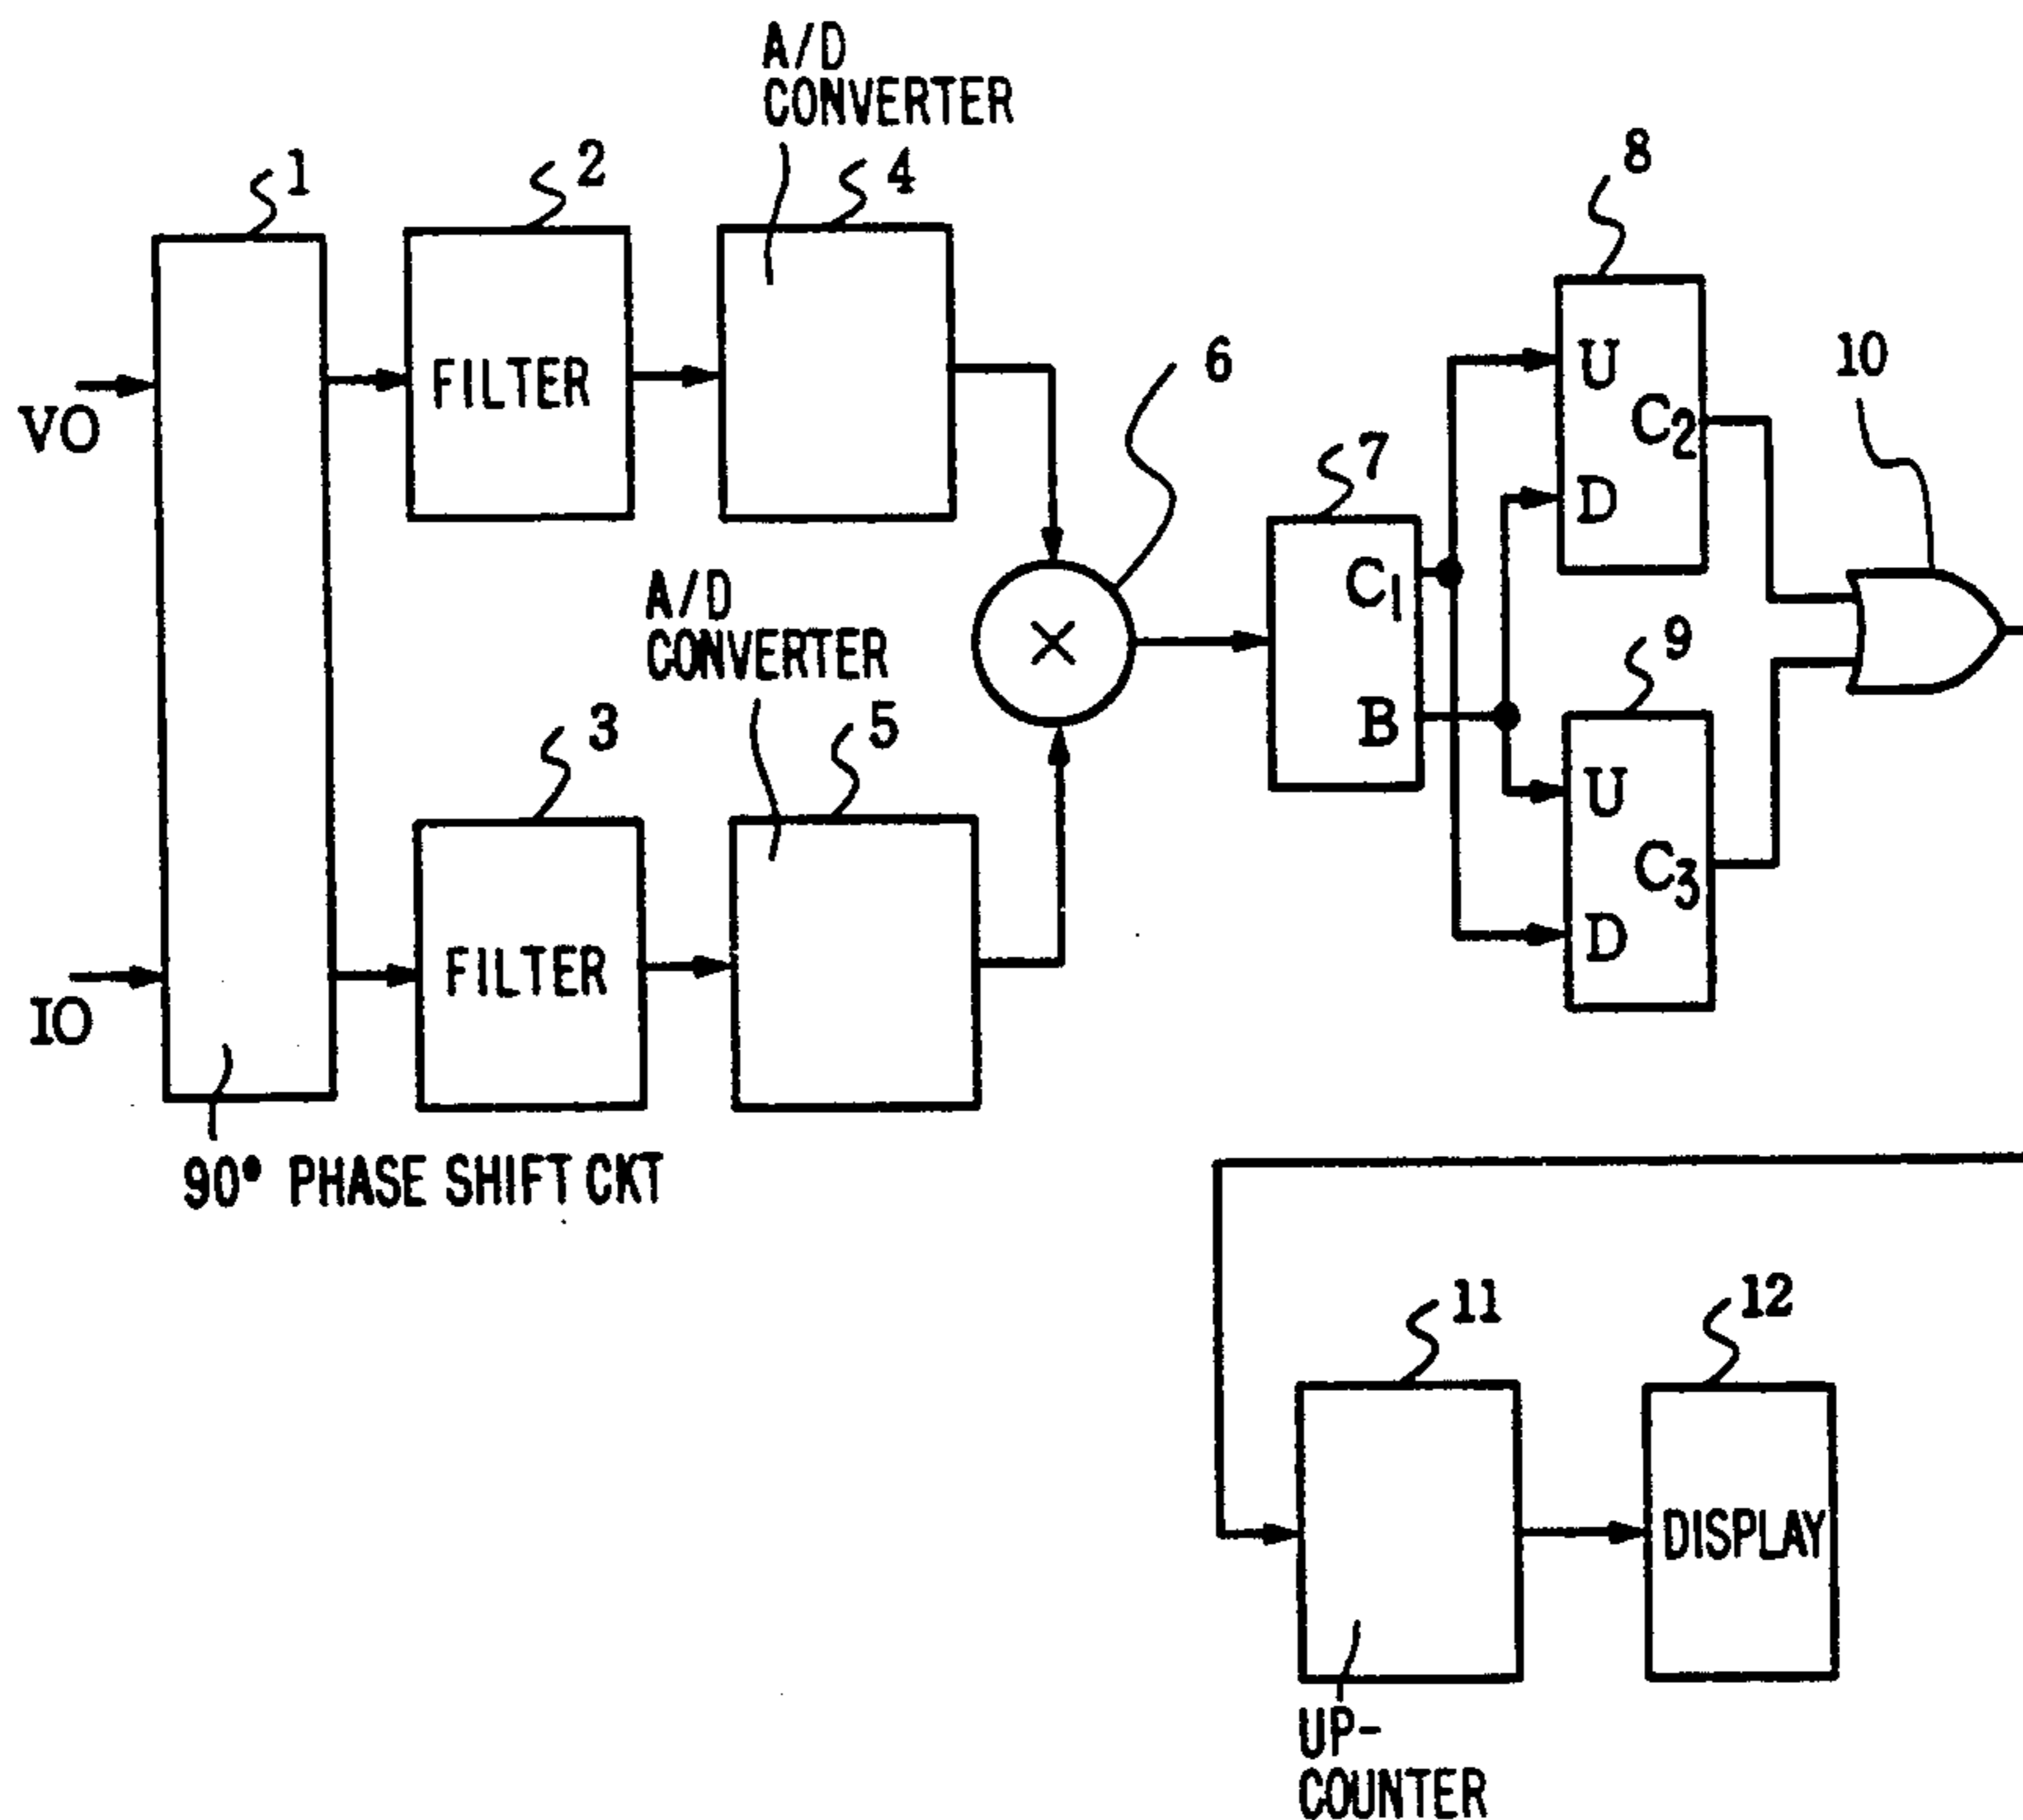 A/D
CONVERTER
1
2
4
8
VO
FILTER
6
U
C2
D
10
7
C1
B
A/D
CONVERTER
3
5
9
U
C3
D
IO
FILTER
90° PHASE SHIFT CKT
11
12
DISPLAY
UP-
COUNTER